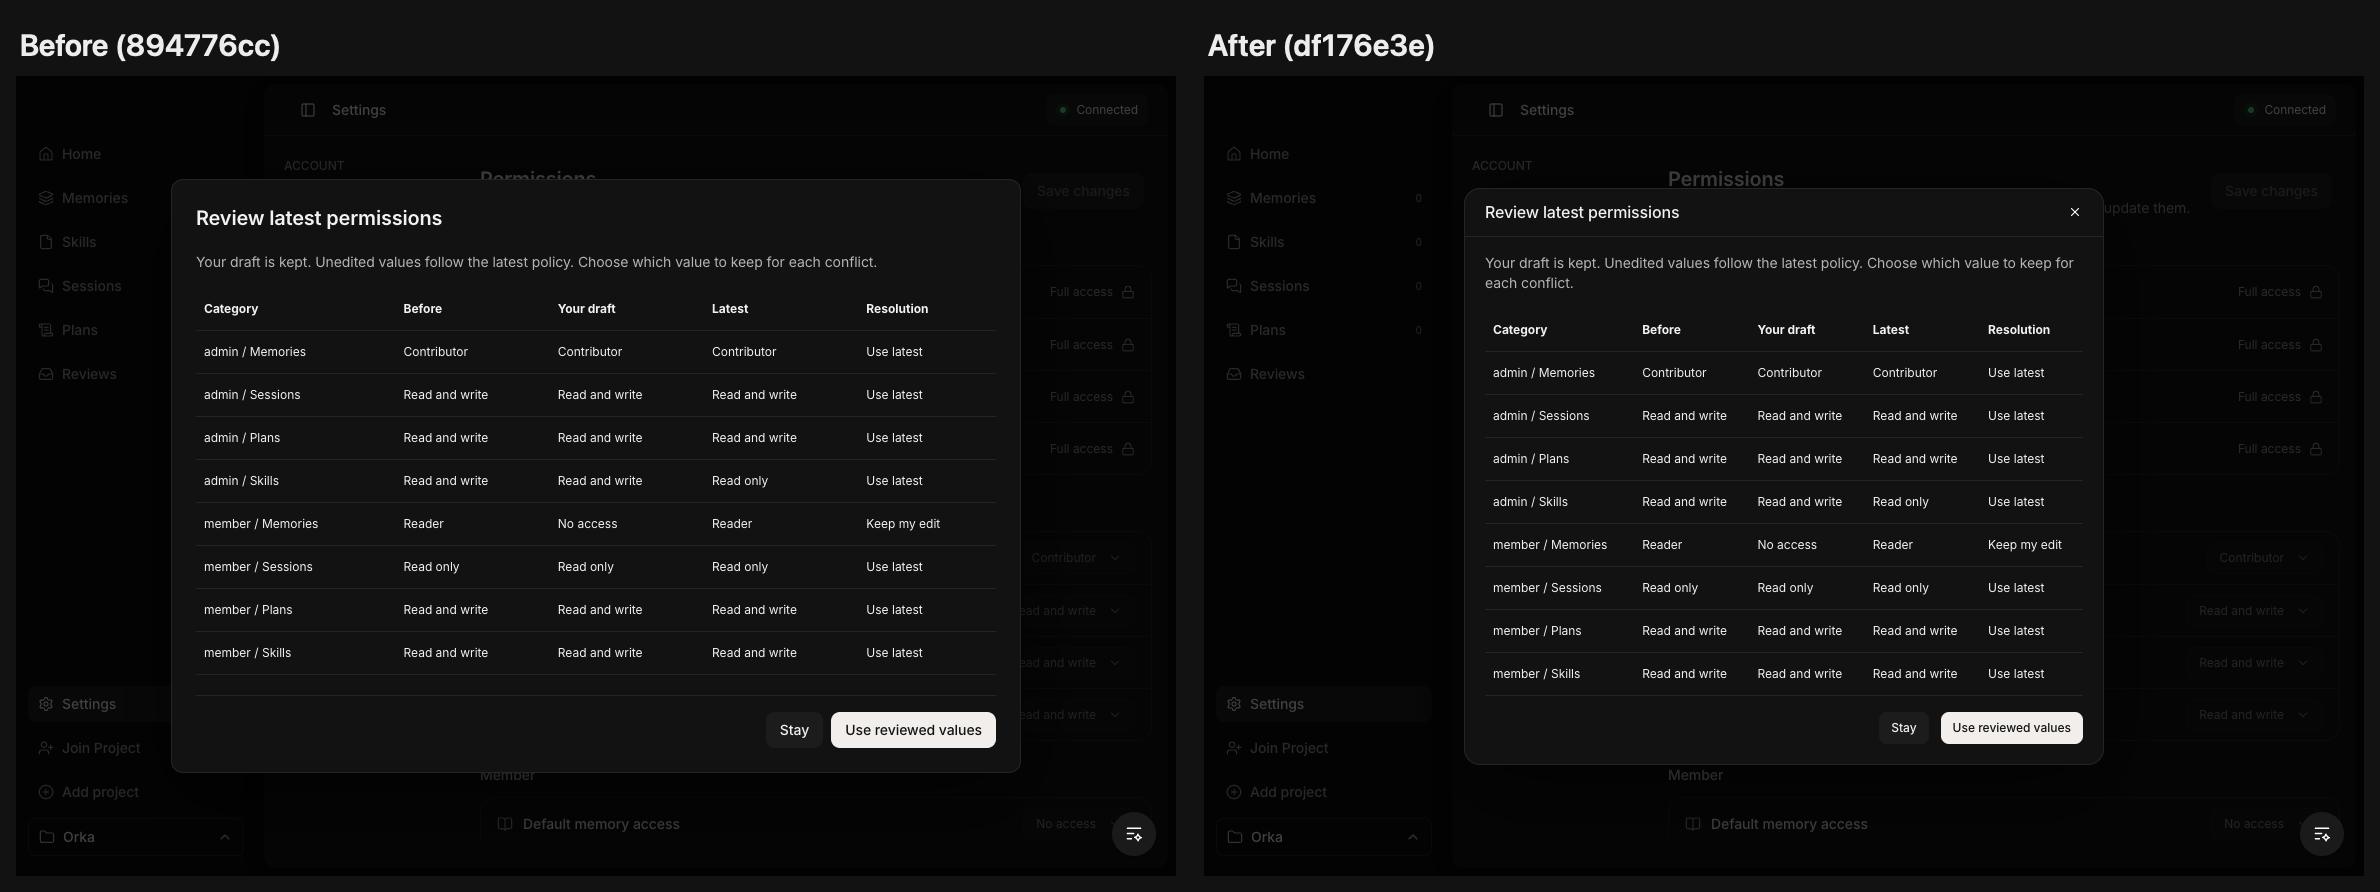 Before (894776cc)
Settings
Connected
Home
Memories
Skills
Sessions
Plans
Reviews
Settings
Join Project
Add project
Orka
ACCOUNT
Permissions
Save changes
Full access
Full access
Full access
Full access
Contributor
ead and write
ead and write
ead and write
Member
Default memory access
No access
Review latest permissions
Your draft is kept. Unedited values follow the latest policy. Choose which value to keep for each conflict.
Category Before Your draft Latest Resolution
admin / Memories Contributor Contributor Contributor Use latest
admin / Sessions Read and write Read and write Read and write Use latest
admin / Plans Read and write Read and write Read and write Use latest
admin / Skills Read and write Read and write Read only Use latest
member / Memories Reader No access Reader Keep my edit
member / Sessions Read only Read only Read only Use latest
member / Plans Read and write Read and write Read and write Use latest
member / Skills Read and write Read and write Read and write Use latest
Stay Use reviewed values
After (df176e3e)
Settings
Connected
Home
Memories 0
Skills 0
Sessions 0
Plans 0
Reviews
Settings
Join Project
Add project
Orka
ACCOUNT
Permissions
Save changes
update them.
Full access
Full access
Full access
Full access
Contributor
Read and write
Read and write
Read and write
Member
Default memory access
No access
Review latest permissions
Your draft is kept. Unedited values follow the latest policy. Choose which value to keep for
each conflict.
Category Before Your draft Latest Resolution
admin / Memories Contributor Contributor Contributor Use latest
admin / Sessions Read and write Read and write Read and write Use latest
admin / Plans Read and write Read and write Read and write Use latest
admin / Skills Read and write Read and write Read only Use latest
member / Memories Reader No access Reader Keep my edit
member / Sessions Read only Read only Read only Use latest
member / Plans Read and write Read and write Read and write Use latest
member / Skills Read and write Read and write Read and write Use latest
Stay Use reviewed values